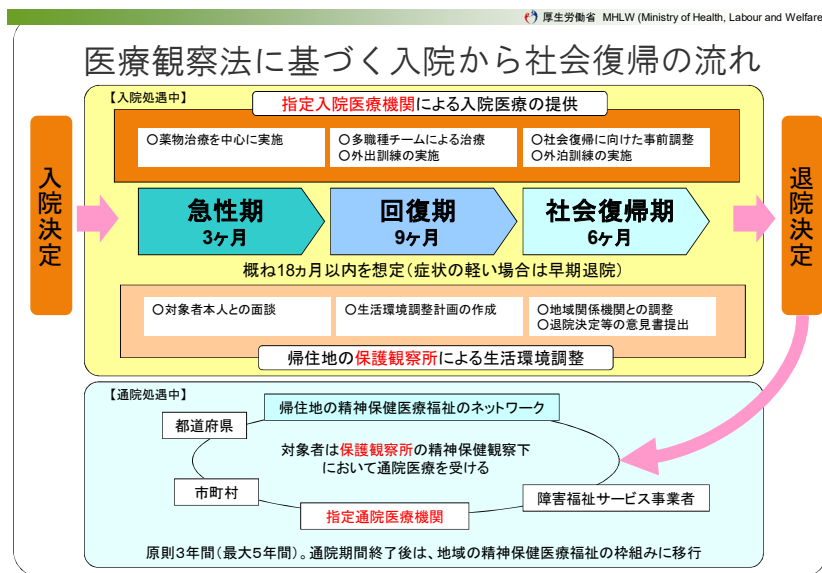 厚生労働省 MHLW (Ministry of Health, Labour and Welfare
医療観察法に基づく入院から社会復帰の流れ
【入院処遇中】
指定入院医療機関による入院医療の提供
入院決定
○薬物治療を中心に実施
○多職種チームによる治療
○外出訓練の実施
○社会復帰に向けた事前調整
○外泊訓練の実施
退院決定
急性期
3ヶ月
回復期
9ヶ月
社会復帰期
6ヶ月
概ね18ヵ月以内を想定(症状の軽い場合は早期退院)
○対象者本人との面談
○生活環境調整計画の作成
○地域関係機関との調整
○退院決定等の意見書提出
帰住地の保護観察所による生活環境調整
【通院処遇中】
帰住地の精神保健医療福祉のネットワーク
都道府県
対象者は保護観察所の精神保健観察下
において通院医療を受ける
市町村
障害福祉サービス事業者
指定通院医療機関
原則3年間(最大5年間)。通院期間終了後は、地域の精神保健医療福祉の枠組みに移行